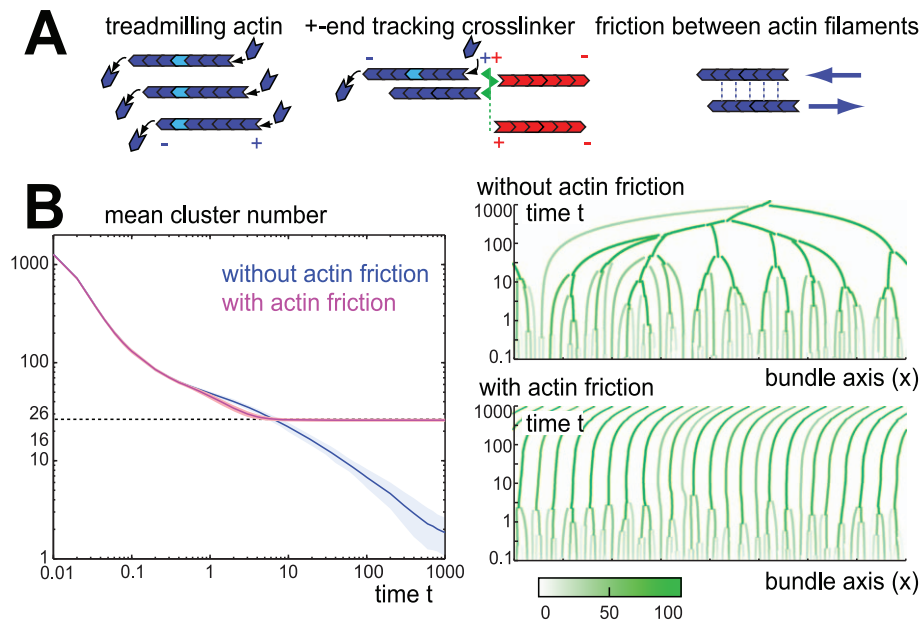 A
treadmilling actin
+-end tracking crosslinker
friction between actin filaments
- +
- + + -
+ -
B
mean cluster number
without actin friction
with actin friction
1000
100
26
16
10
1
0.01 0.1 1 10 100 1000
time t
without actin friction
1000 time t
100
10
1
0.1
bundle axis (x)
with actin friction
1000 time t
100
10
1
0.1
bundle axis (x)
0 50 100